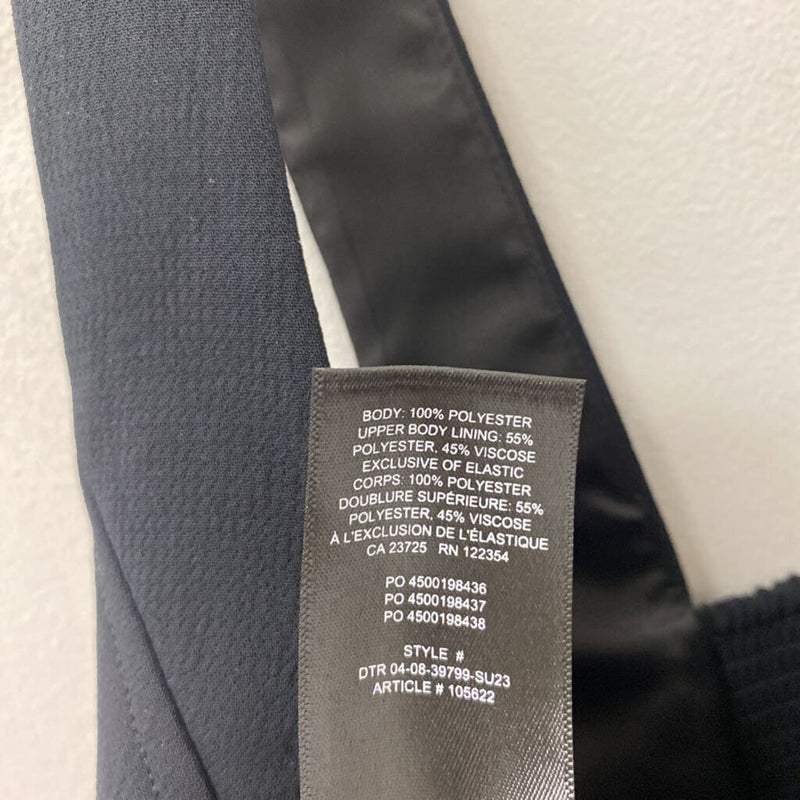 BODY: 100% POLYESTER
UPPER BODY LINING: 55%
POLYESTER, 45% VISCOSE
EXCLUSIVE OF ELASTIC
CORPS: 100% POLYESTER
DOUBLURE SUPÉRIEURE: 55%
POLYESTER, 45% VISCOSE
À L'EXCLUSION DE L'ÉLASTIQUE
CA 23725 RN 122354
PO 4500198436
PO 4500198437
PO 4500198438
STYLE #
DTR 04-08-39799-SU23
ARTICLE # 105622